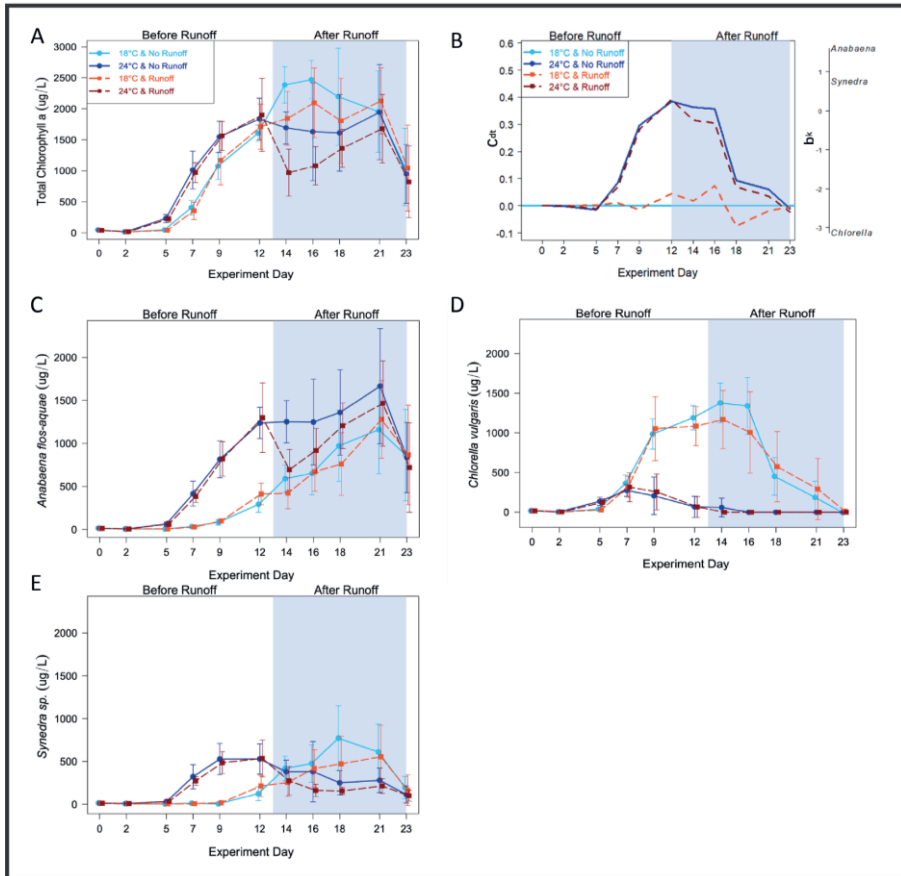 A
Before Runoff After Runoff
18°C & No Runoff
24°C & No Runoff
18°C & Runoff
24°C & Runoff
Total Chlorophyll a (ug/L)
3000
2500
2000
1500
1000
500
0
0 2 5 7 9 12 14 16 18 21 23
Experiment Day
B
Before Runoff After Runoff
18°C & No Runoff
24°C & No Runoff
18°C & Runoff
24°C & Runoff
Cdt
0.6
0.5
0.4
0.3
0.2
0.1
0.0
-0.1
0 2 5 7 9 12 14 16 18 21 23
Experiment Day
bk
1
0
-1
-2
-3
Anabaena
Synedra
Chlorella
C
Before Runoff After Runoff
Anabaena flos-aquae (ug/L)
2000
1500
1000
500
0
0 2 5 7 9 12 14 16 18 21 23
Experiment Day
D
Before Runoff After Runoff
Chlorella vulgaris (ug/L)
2000
1500
1000
500
0
0 2 5 7 9 12 14 16 18 21 23
Experiment Day
E
Before Runoff After Runoff
Synedra sp. (ug/L)
2000
1500
1000
500
0
0 2 5 7 9 12 14 16 18 21 23
Experiment Day